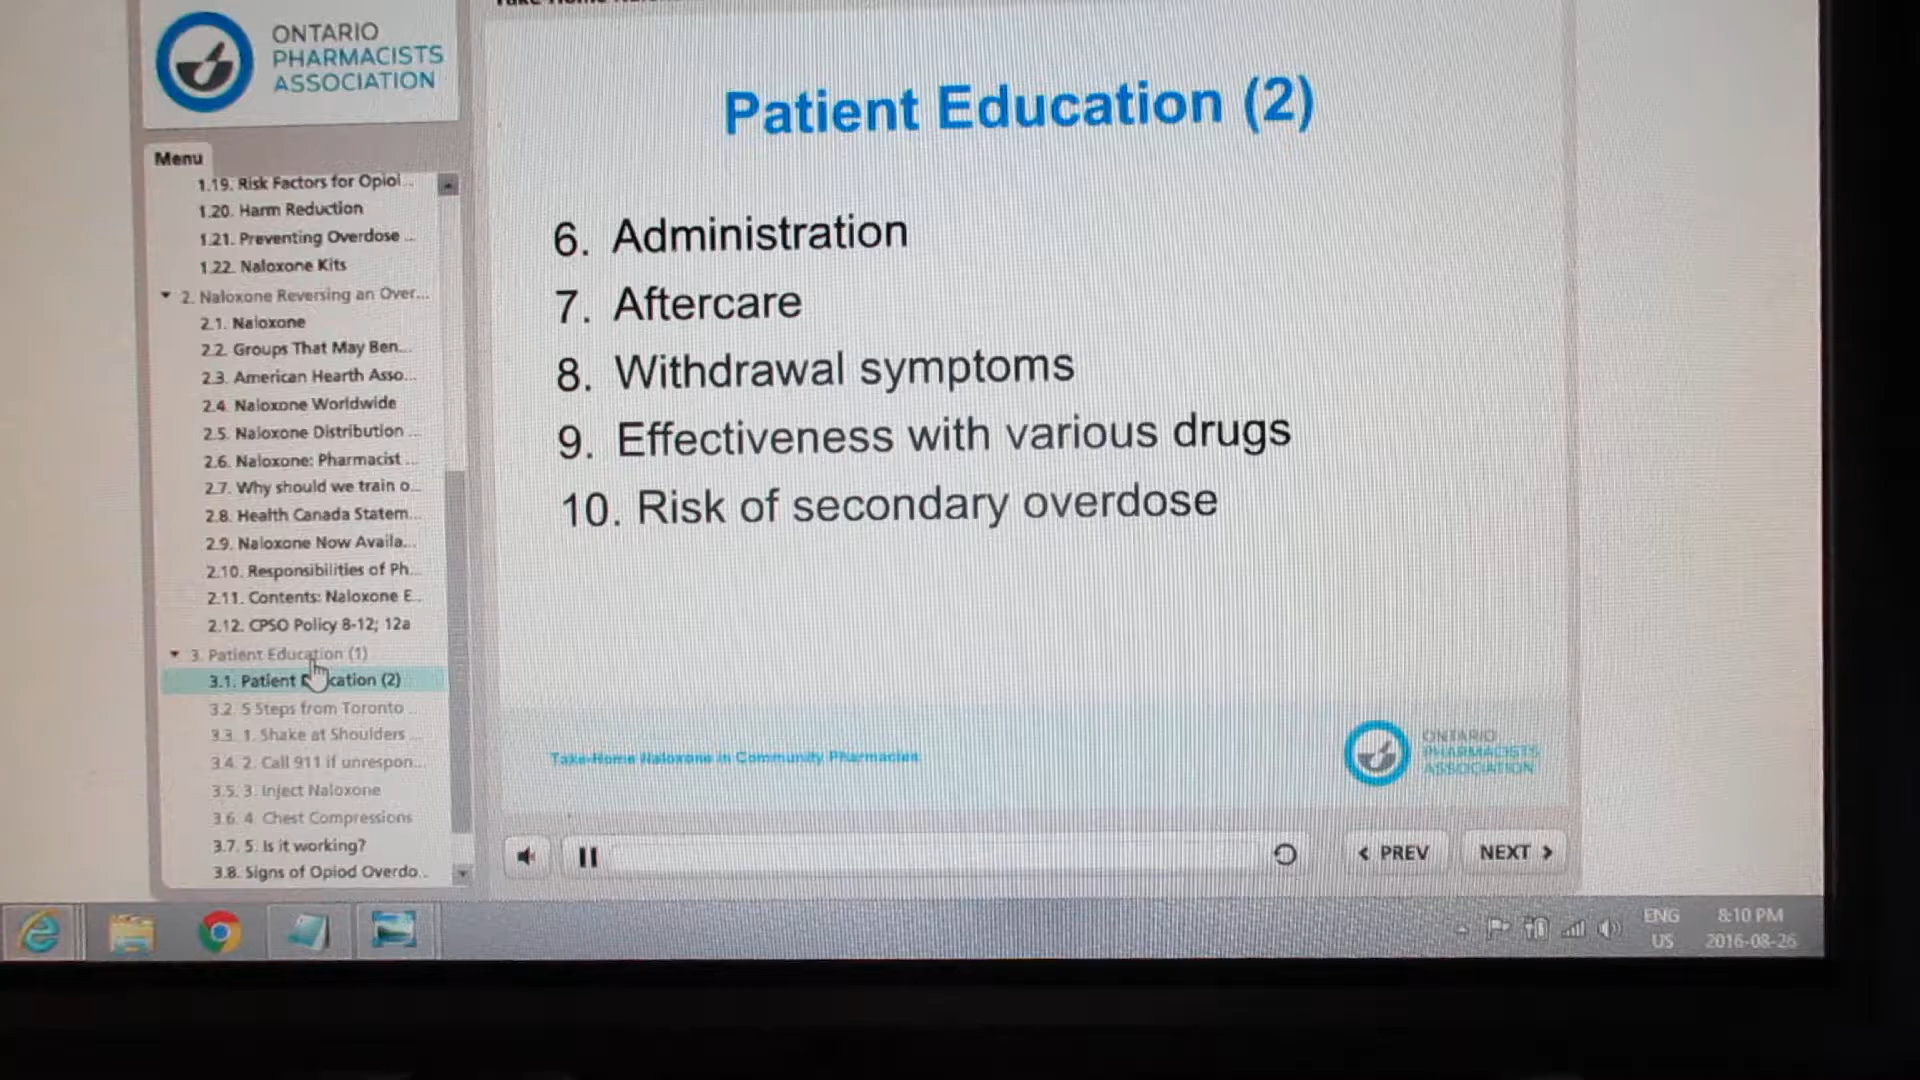 ONTARIO
PHARMACISTS
ASSOCIATION
Menu
1.19. Risk Factors for Opioi...
1.20. Harm Reduction
1.21. Preventing Overdose ...
1.22. Naloxone Kits
2. Naloxone Reversing an Over...
2.1. Naloxone
2.2. Groups That May Ben...
2.3. American Hearth Asso...
2.4. Naloxone Worldwide
2.5. Naloxone Distribution ...
2.6. Naloxone: Pharmacist ...
2.7. Why should we train o...
2.8. Health Canada Statem...
2.9. Naloxone Now Availa...
2.10. Responsibilities of Ph...
2.11. Contents: Naloxone E...
2.12. CPSO Policy 8-12; 12a
3. Patient Education (1)
3.1. Patient Education (2)
3.2. 5 Steps from Toronto ...
3.3. 1. Shake at Shoulders ...
3.4. 2. Call 911 if unrespon...
3.5. 3. Inject Naloxone
3.6. 4. Chest Compressions
3.7. 5. Is it working?
3.8. Signs of Opiod Overdo...
Patient Education (2)
6. Administration
7. Aftercare
8. Withdrawal symptoms
9. Effectiveness with various drugs
10. Risk of secondary overdose
Take-Home Naloxone in Community Pharmacies
ONTARIO
PHARMACISTS
ASSOCIATION
< PREV
NEXT >
ENG
US
8:10 PM
2016-08-26